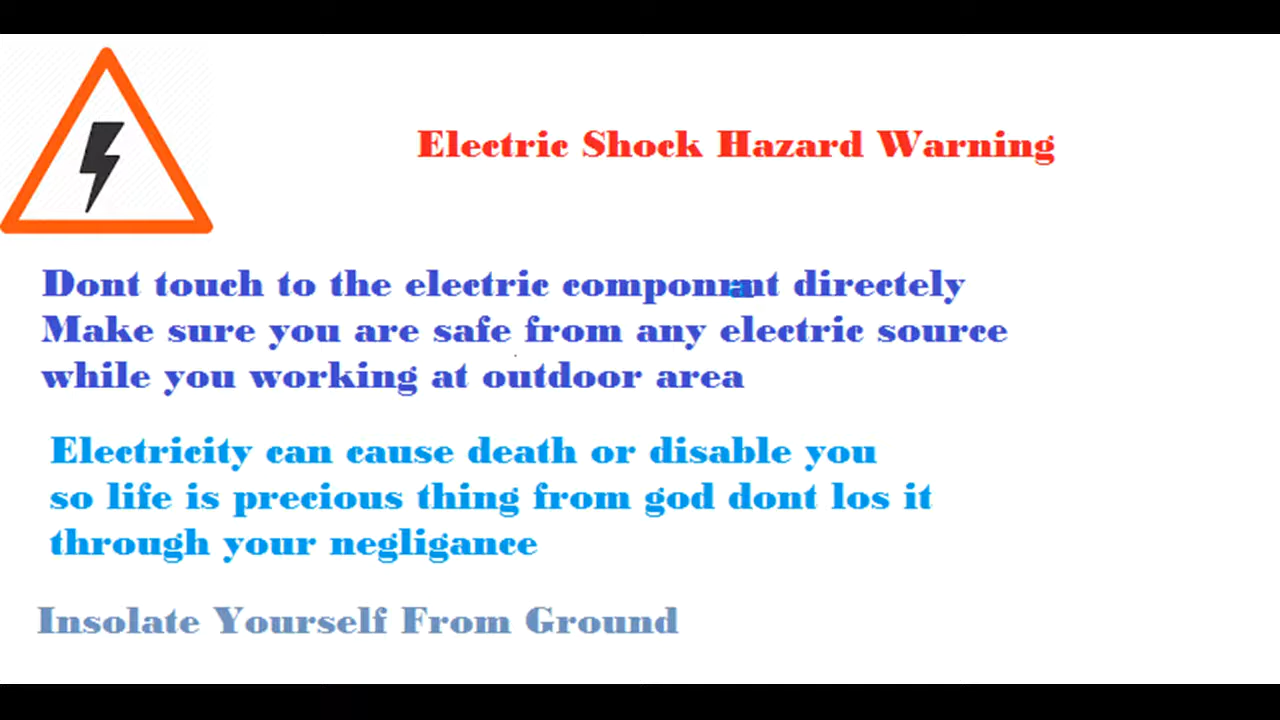 Electric Shock Hazard Warning
Dont touch to the electric directely
Make sure you are safe from any electric source
while you working at outdoor area
Electricity can cause death or disable you
so life is precious thing from god dont los it
through your negligance
Insolate Yourself From Ground